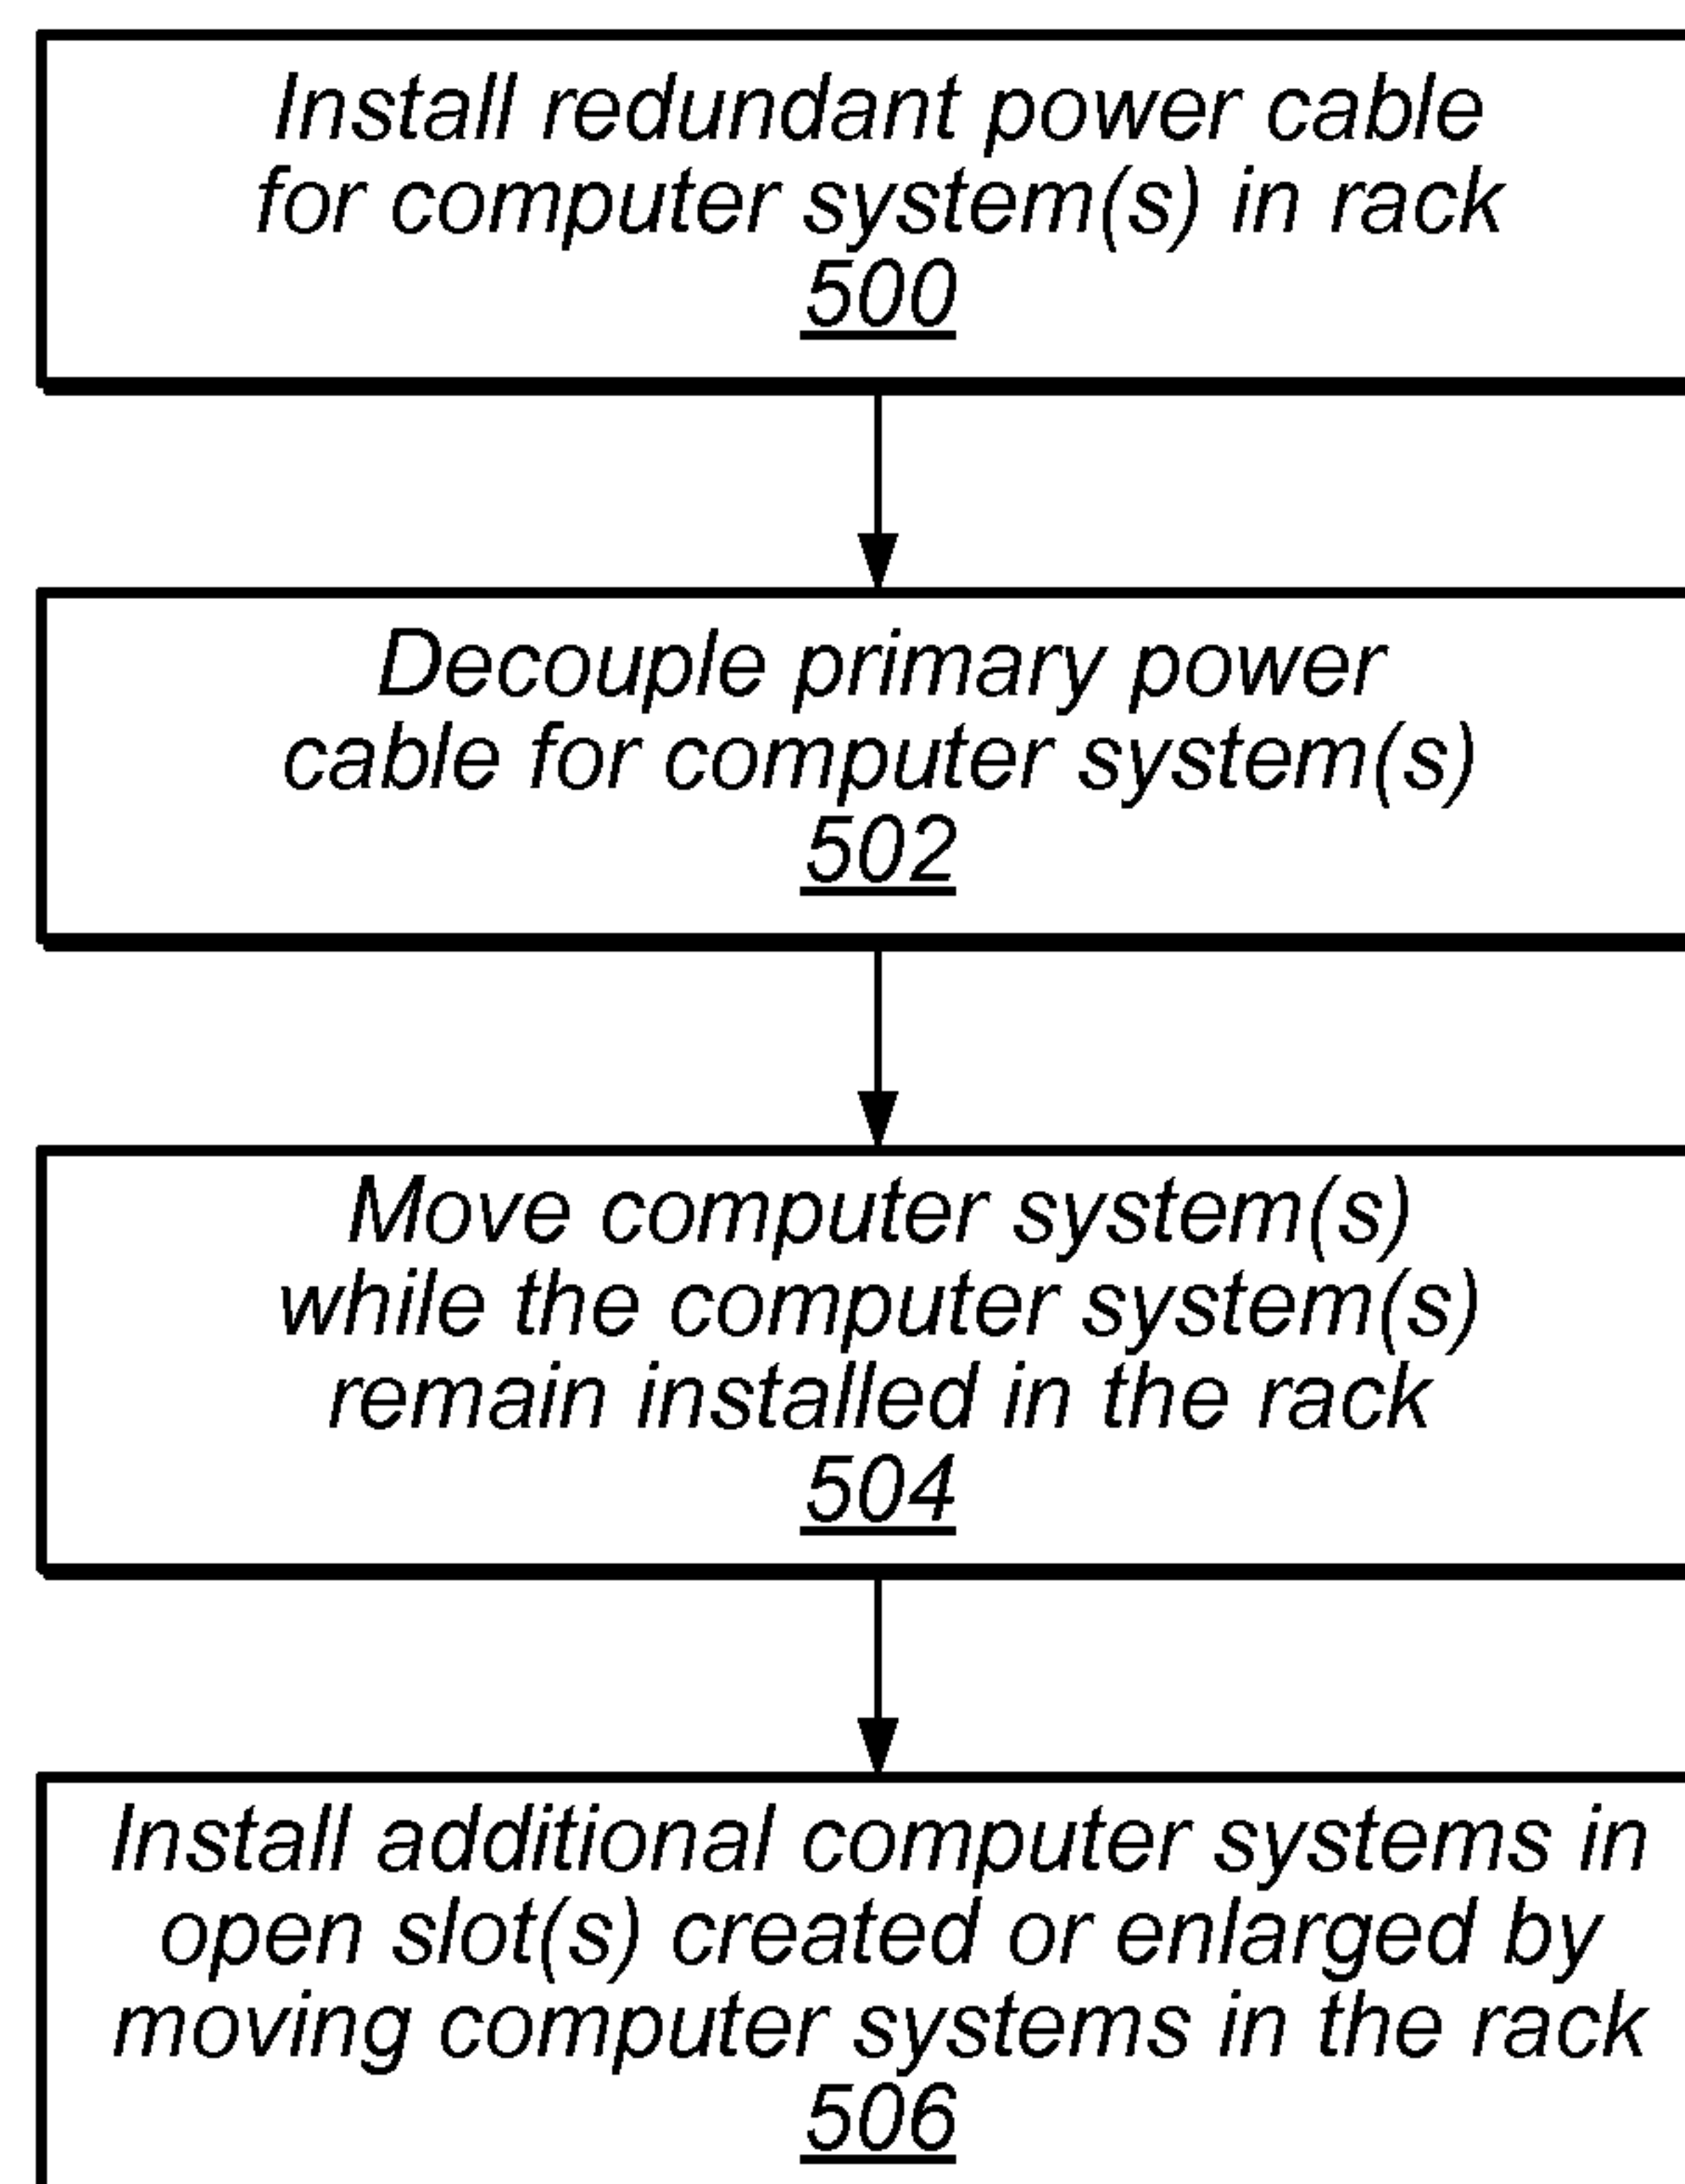 Install redundant power cable
for computer system(s) in rack
500
Decouple primary power
cable for computer system(s)
502
Move computer system(s)
while the computer system(s)
remain installed in the rack
504
Install additional computer systems in
open slot(s) created or enlarged by
moving computer systems in the rack
506